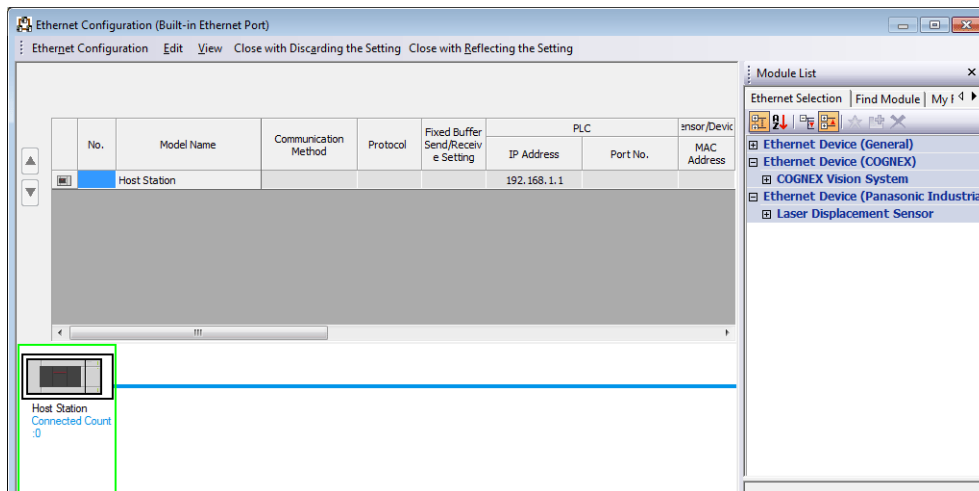 Ethernet Configuration (Built-in Ethernet Port)
Ethernet Configuration Edit View Close with Discarding the Setting Close with Reflecting the Setting
Module List
Ethernet Selection Find Module My
No.
Model Name
Communication
Method
Protocol
Fixed Buffer
Send/Receiv
e Setting
PLC
IP Address
Port No.
ensor/Devic
MAC
Address
Host Station
192.168.1.1
Ethernet Device (General)
Ethernet Device (COGNEX)
COGNEX Vision System
Ethernet Device (Panasonic Industria
Laser Displacement Sensor
Host Station
Connected Count
:0